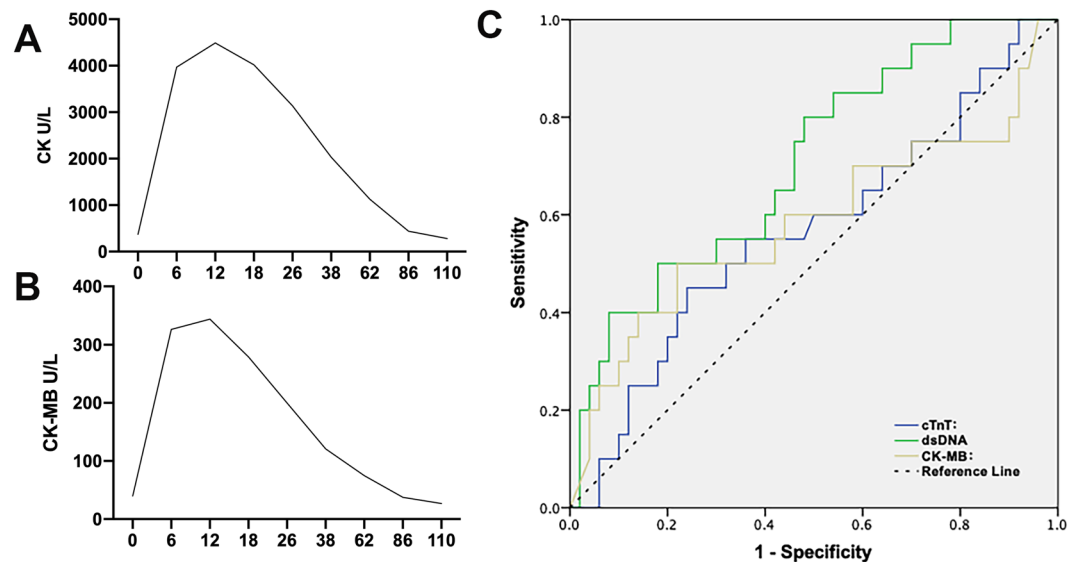 A
CK U/L
5000
4000
3000
2000
1000
0
0 6 12 18 26 38 62 86 110
B
CK-MB U/L
400
300
200
100
0
0 6 12 18 26 38 62 86 110
C
Sensitivity
1.0
0.8
0.6
0.4
0.2
0.0
0.0 0.2 0.4 0.6 0.8 1.0
1 - Specificity
cTnT:
dsDNA
CK-MB:
Reference Line